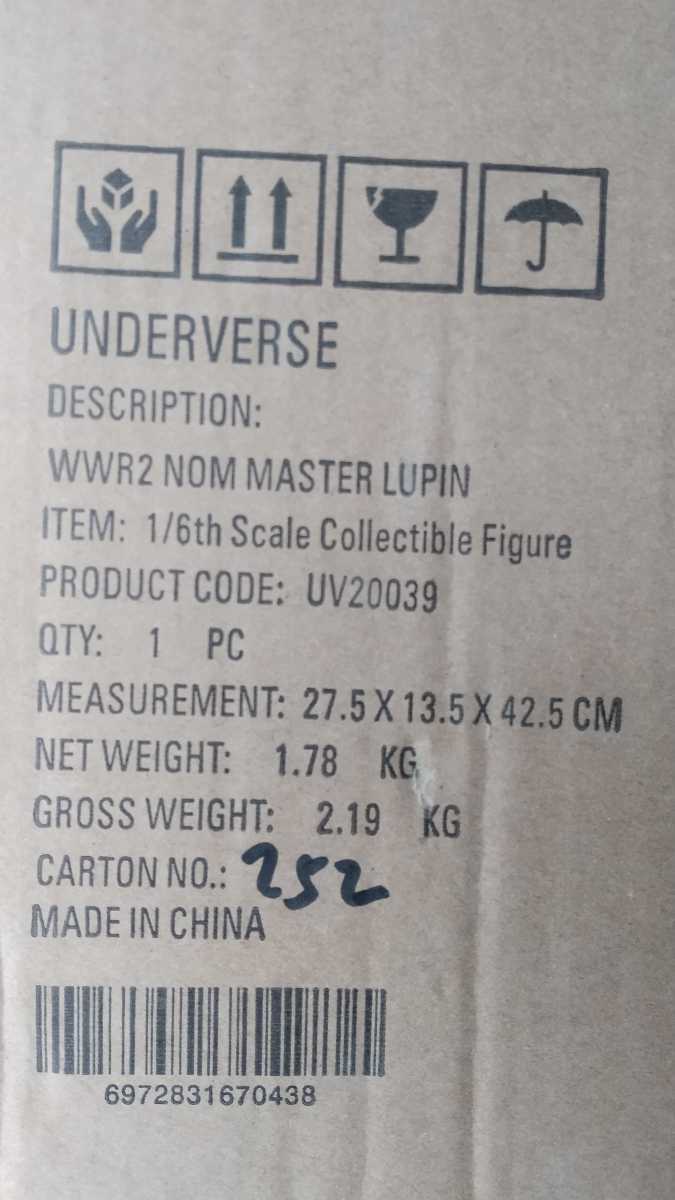 UNDERVERSE
DESCRIPTION:
WWR2 NOM MASTER LUPIN
ITEM: 1/6th Scale Collectible Figure
PRODUCT CODE: UV20039
QTY: 1 PC
MEASUREMENT: 27.5 X 13.5 X 42.5 CM
NET WEIGHT: 1.78 KG
GROSS WEIGHT: 2.19 KG
CARTON NO.: 252
MADE IN CHINA
6972831670438